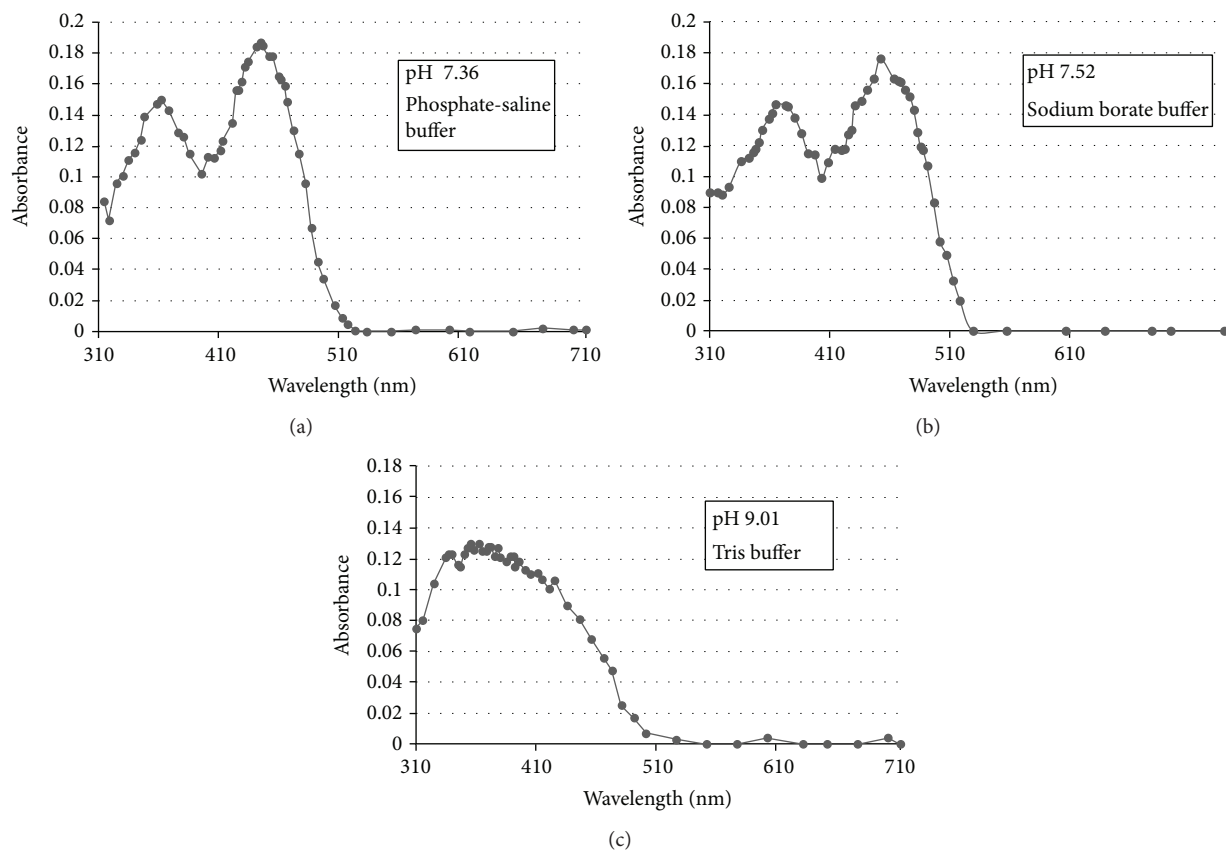 0.2
0.18
0.16
0.14
0.12
0.1
0.08
0.06
0.04
0.02
0
Absorbance
pH 7.36
Phosphate-saline
buffer
310 410 510 610 710
Wavelength (nm)
(a)
0.2
0.18
0.16
0.14
0.12
0.1
0.08
0.06
0.04
0.02
0
Absorbance
pH 7.52
Sodium borate buffer
310 410 510 610
Wavelength (nm)
(b)
0.18
0.16
0.14
0.12
0.1
0.08
0.06
0.04
0.02
0
Absorbance
pH 9.01
Tris buffer
310 410 510 610 710
Wavelength (nm)
(c)